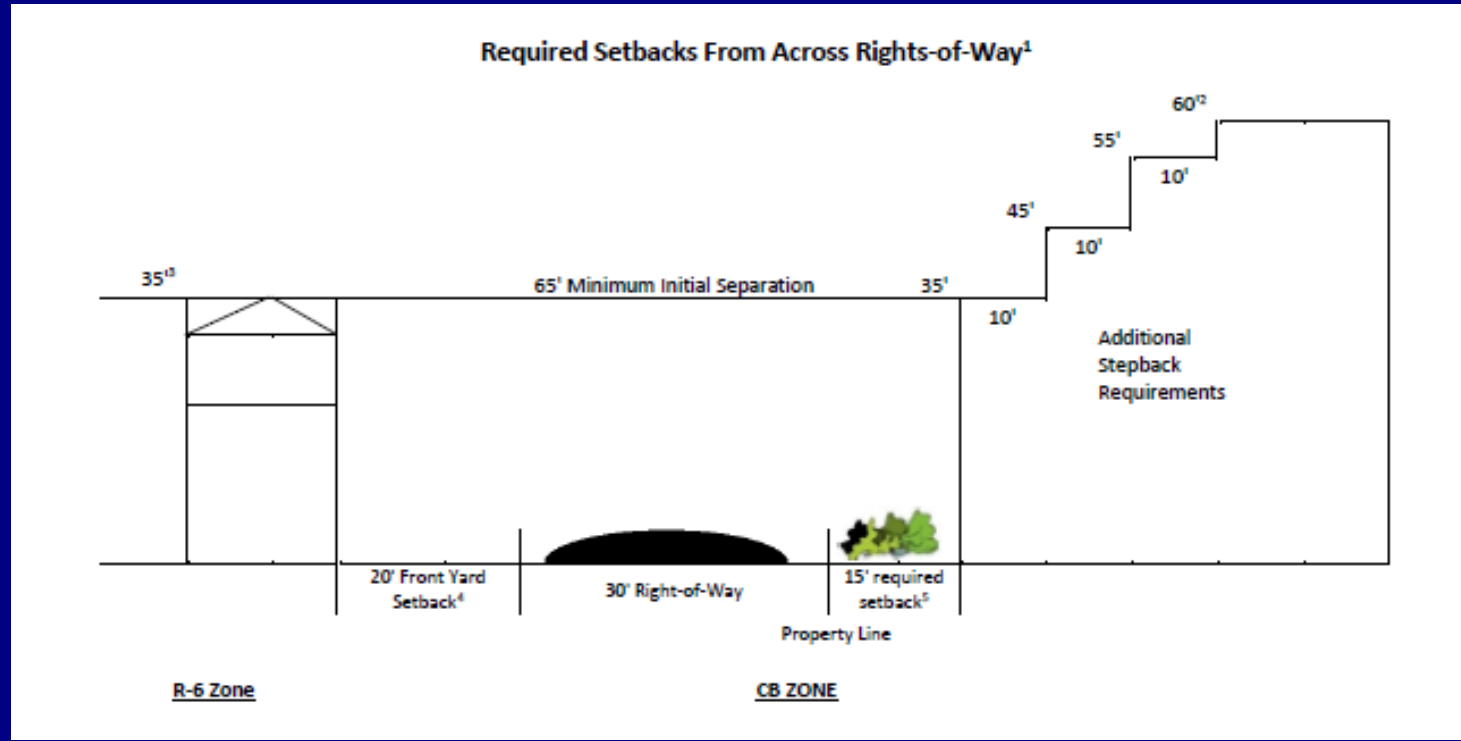 Required Setbacks From Across Rights-of-Way¹
60'²
55'
10'
45'
10'
35'³
65' Minimum Initial Separation
35'
10'
Additional
Stepback
Requirements
20' Front Yard
Setback⁴
30' Right-of-Way
15' required
setback⁵
Property Line
R-6 Zone
CB ZONE